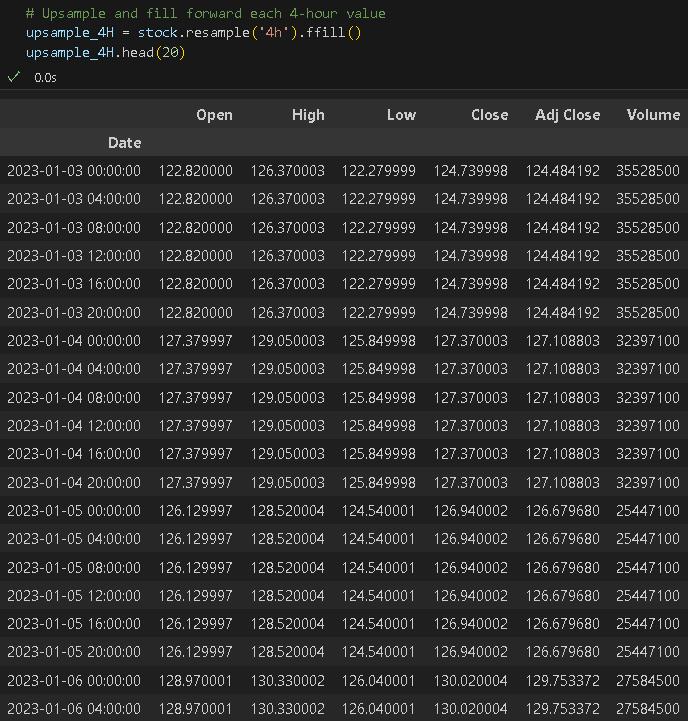 # Upsample and fill forward each 4-hour value
upsample_4H = stock.resample('4h').ffill()
upsample_4H.head(20)
✓ 0.0s
Open High Low Close Adj Close Volume
Date
2023-01-03 00:00:00 122.820000 126.370003 122.279999 124.739998 124.484192 35528500
2023-01-03 04:00:00 122.820000 126.370003 122.279999 124.739998 124.484192 35528500
2023-01-03 08:00:00 122.820000 126.370003 122.279999 124.739998 124.484192 35528500
2023-01-03 12:00:00 122.820000 126.370003 122.279999 124.739998 124.484192 35528500
2023-01-03 16:00:00 122.820000 126.370003 122.279999 124.739998 124.484192 35528500
2023-01-03 20:00:00 122.820000 126.370003 122.279999 124.739998 124.484192 35528500
2023-01-04 00:00:00 127.379997 129.050003 125.849998 127.370003 127.108803 32397100
2023-01-04 04:00:00 127.379997 129.050003 125.849998 127.370003 127.108803 32397100
2023-01-04 08:00:00 127.379997 129.050003 125.849998 127.370003 127.108803 32397100
2023-01-04 12:00:00 127.379997 129.050003 125.849998 127.370003 127.108803 32397100
2023-01-04 16:00:00 127.379997 129.050003 125.849998 127.370003 127.108803 32397100
2023-01-04 20:00:00 127.379997 129.050003 125.849998 127.370003 127.108803 32397100
2023-01-05 00:00:00 126.129997 128.520004 124.540001 126.940002 126.679680 25447100
2023-01-05 04:00:00 126.129997 128.520004 124.540001 126.940002 126.679680 25447100
2023-01-05 08:00:00 126.129997 128.520004 124.540001 126.940002 126.679680 25447100
2023-01-05 12:00:00 126.129997 128.520004 124.540001 126.940002 126.679680 25447100
2023-01-05 16:00:00 126.129997 128.520004 124.540001 126.940002 126.679680 25447100
2023-01-05 20:00:00 126.129997 128.520004 124.540001 126.940002 126.679680 25447100
2023-01-06 00:00:00 128.970001 130.330002 126.040001 130.020004 129.753372 27584500
2023-01-06 04:00:00 128.970001 130.330002 126.040001 130.020004 129.753372 27584500